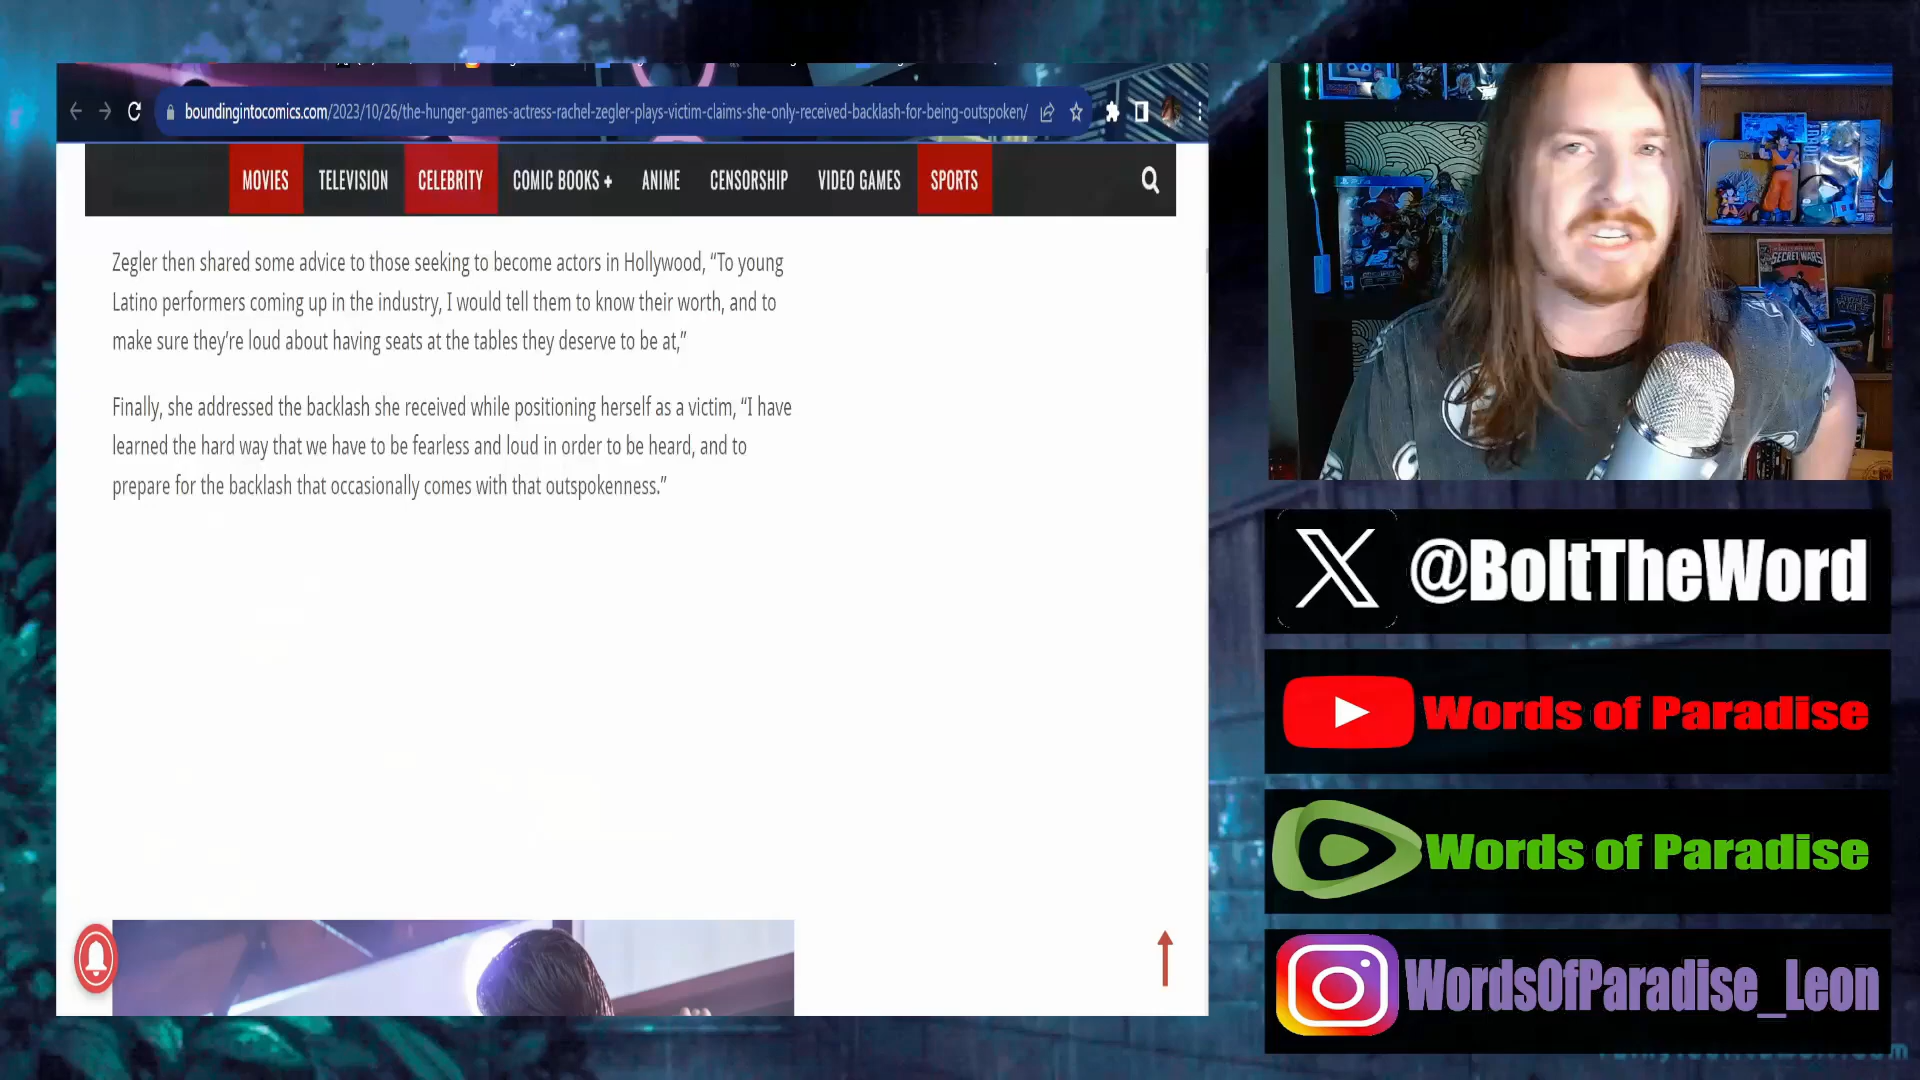 boundingintocomics.com/2023/10/26/the-hunger-games-actress-rachel-zegler-plays-victim-claims-she-only-received-backlash-for-being-outspoken/
MOVIES TELEVISION CELEBRITY COMIC BOOKS + ANIME CENSORSHIP VIDEO GAMES SPORTS
Zegler then shared some advice to those seeking to become actors in Hollywood, “To young
Latino performers coming up in the industry, I would tell them to know their worth, and to
make sure they’re loud about having seats at the tables they deserve to be at,”
Finally, she addressed the backlash she received while positioning herself as a victim, “I have
learned the hard way that we have to be fearless and loud in order to be heard, and to
prepare for the backlash that occasionally comes with that outspokenness.”
SECRET WARS
@BoltTheWord
Words of Paradise
Words of Paradise
WordsOfParadise_Leon